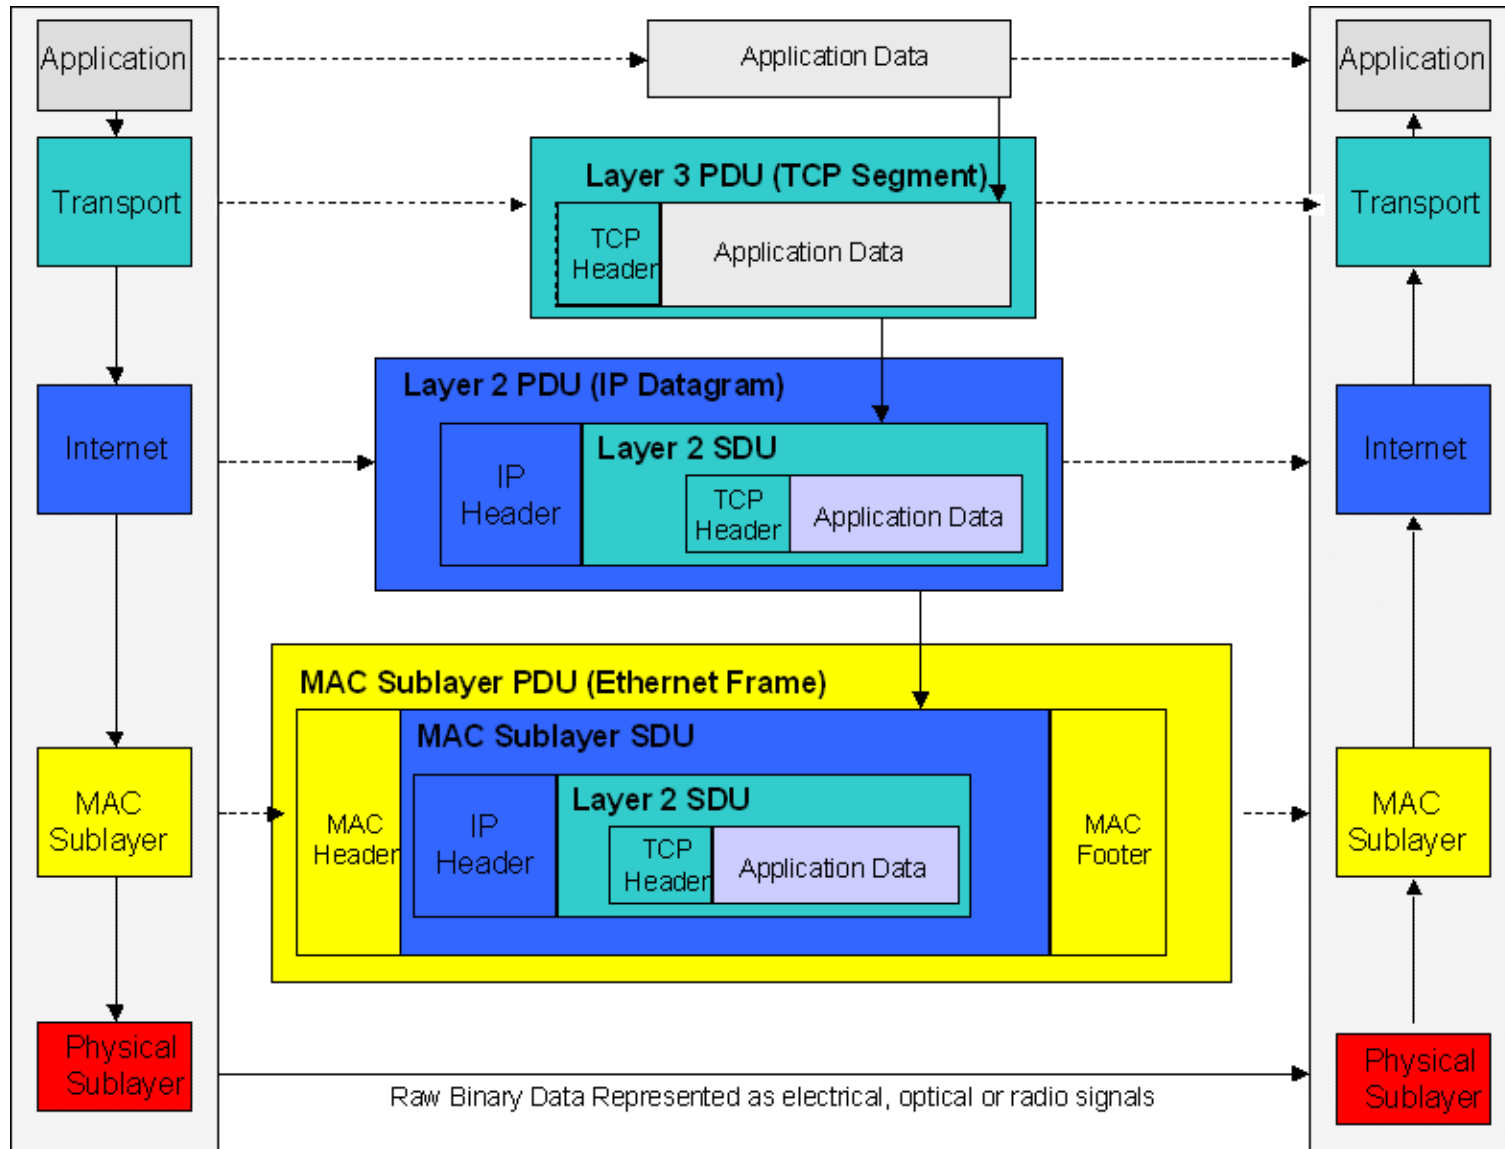 Application
Application Data
Application
Transport
Layer 3 PDU (TCP Segment)
TCP
Header
Application Data
Transport
Internet
Layer 2 PDU (IP Datagram)
IP
Header
Layer 2 SDU
TCP
Header
Application Data
Internet
MAC
Sublayer
MAC Sublayer PDU (Ethernet Frame)
MAC
Header
MAC Sublayer SDU
IP
Header
Layer 2 SDU
TCP
Header
Application Data
MAC
Footer
MAC
Sublayer
Physical
Sublayer
Raw Binary Data Represented as electrical, optical or radio signals
Physical
Sublayer